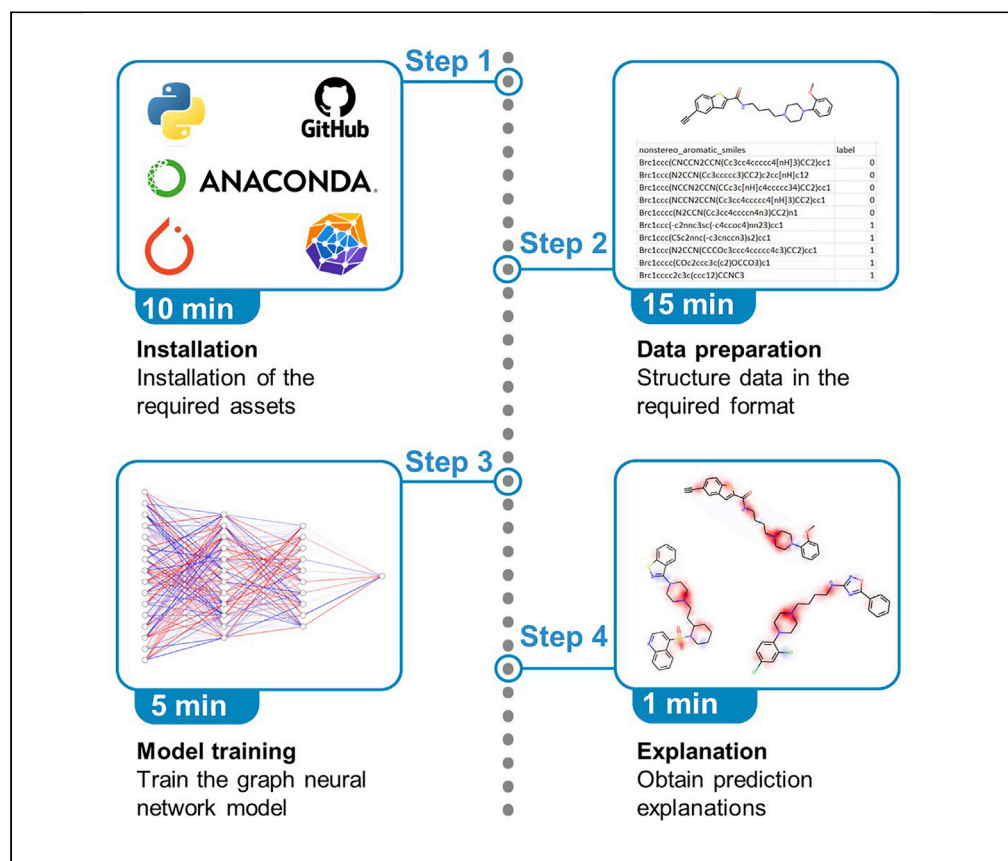 Step 1
GitHub
ANACONDA.
10 min
Installation
Installation of the
required assets
Step 2
nonstereo_aromatic_smiles label
Brc1ccc(CNCCN2CCN(Cc3cc4ccccc4[nH]3)CC2)cc1 0
Brc1ccc(N2CCN(Cc3ccccc3)CC2)c2cc[nH]c12 0
Brc1ccc(NCCN2CCN(CCc3c[nH]c4ccccc34)CC2)cc1 0
Brc1ccc(NCCN2CCN(Cc3cc4ccccc4[nH]3)CC2)cc1 0
Brc1cccc(N2CCN(Cc3cc4ccccn4n3)CC2)n1 0
Brc1ccc(-c2nnc3sc(-c4ccoc4)nn23)cc1 1
Brc1ccc(CSc2nnc(-c3cnccn3)s2)cc1 1
Brc1ccc(N2CCN(CCCOc3ccc4ccccc4c3)CC2)cc1 1
Brc1cccc(COc2ccc3c(c2)OCCO3)c1 1
Brc1cccc2c3c(ccc12)CCNC3 1
15 min
Data preparation
Structure data in the
required format
Step 3
5 min
Model training
Train the graph neural
network model
Step 4
1 min
Explanation
Obtain prediction
explanations